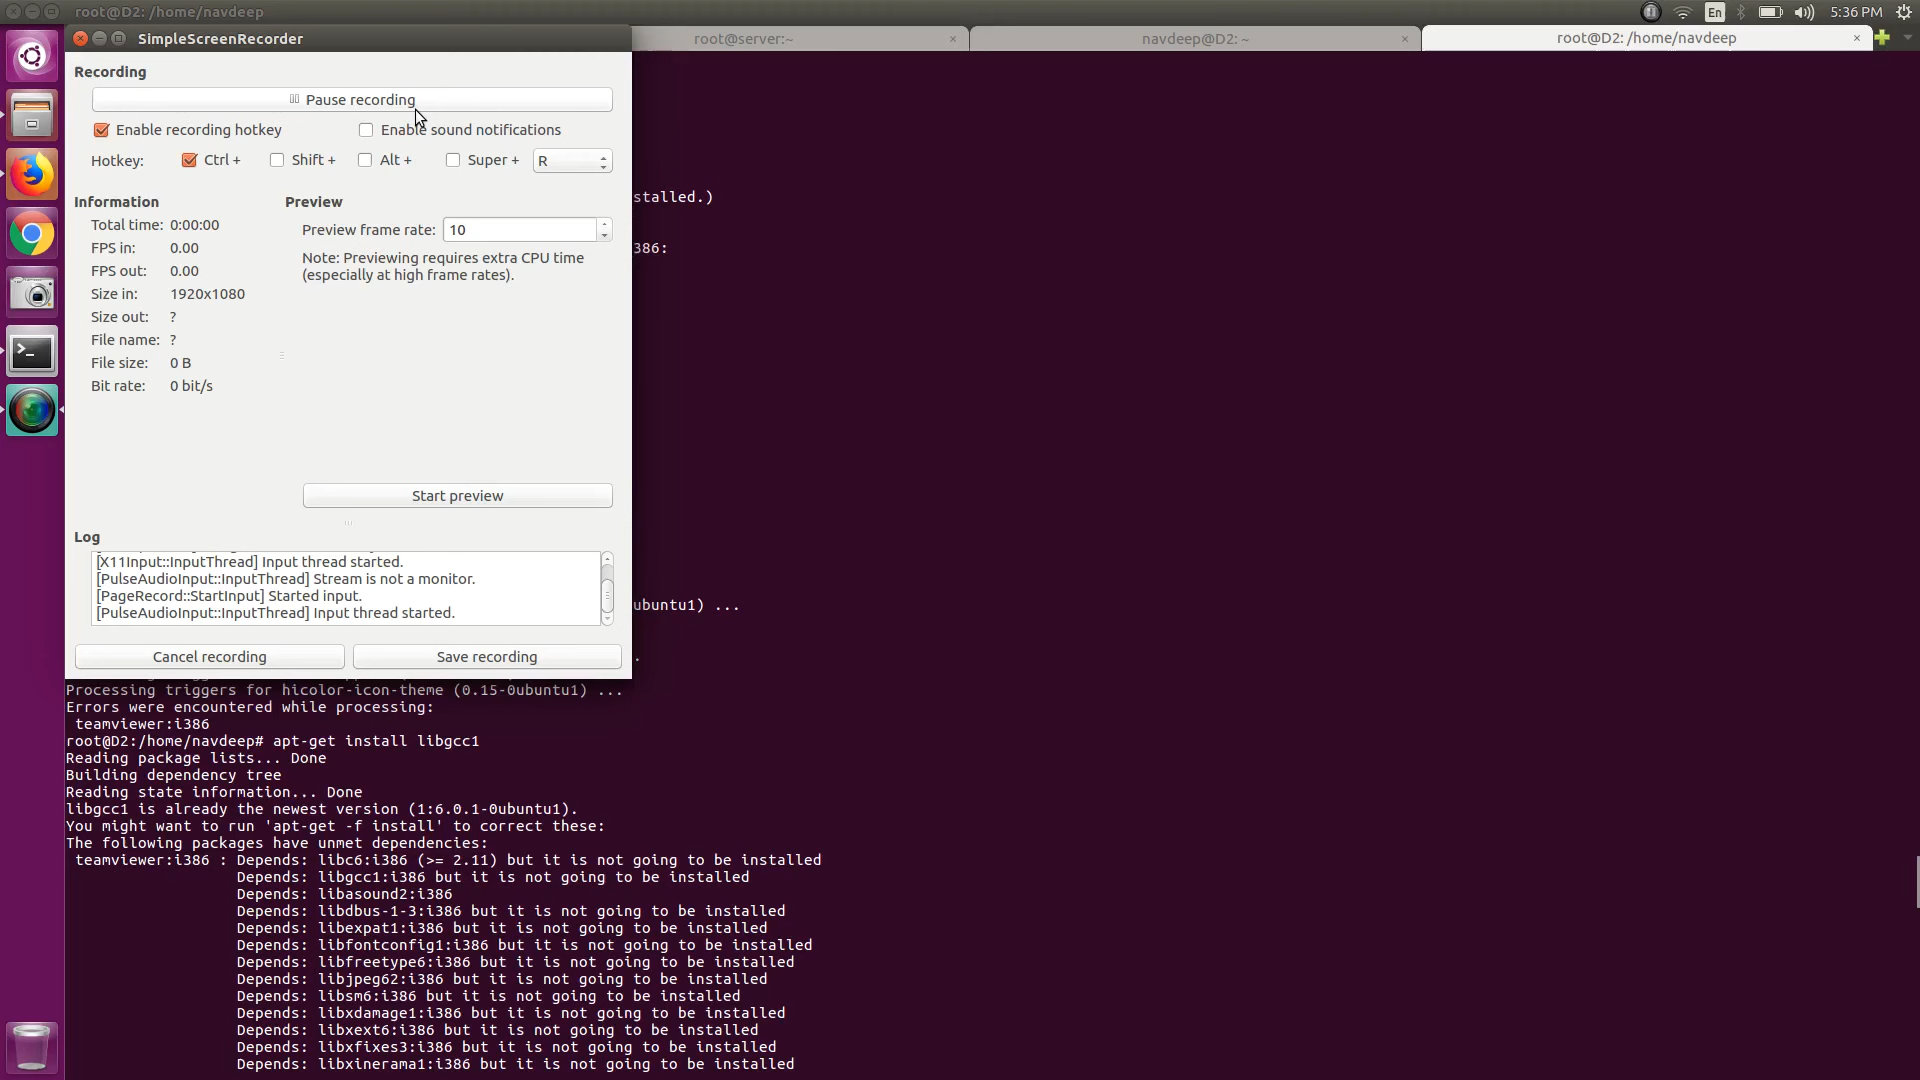 root@D2: /home/navdeep
En
5:36 PM
SimpleScreenRecorder
root@server:~
navdeep@D2: ~
root@D2: /home/navdeep
Recording
Pause recording
Enable recording hotkey
Enable sound notifications
Hotkey: Ctrl + Shift + Alt + Super + R
stalled.)
Information
Preview
Total time: 0:00:00
Preview frame rate: 10
FPS in: 0.00
386:
Note: Previewing requires extra CPU time
(especially at high frame rates).
FPS out: 0.00
Size in: 1920x1080
Size out: ?
File name: ?
File size: 0 B
Bit rate: 0 bit/s
Start preview
Log
[X11Input::InputThread] Input thread started.
[PulseAudioInput::InputThread] Stream is not a monitor.
[PageRecord::StartInput] Started input.
[PulseAudioInput::InputThread] Input thread started.
ubuntu1) ...
.
Cancel recording
Save recording
Processing triggers for hicolor-icon-theme (0.15-0ubuntu1) ...
Errors were encountered while processing:
teamviewer:i386
root@D2:/home/navdeep# apt-get install libgcc1
Reading package lists... Done
Building dependency tree
Reading state information... Done
libgcc1 is already the newest version (1:6.0.1-0ubuntu1).
You might want to run 'apt-get -f install' to correct these:
The following packages have unmet dependencies:
teamviewer:i386 : Depends: libc6:i386 (>= 2.11) but it is not going to be installed
Depends: libgcc1:i386 but it is not going to be installed
Depends: libasound2:i386
Depends: libdbus-1-3:i386 but it is not going to be installed
Depends: libexpat1:i386 but it is not going to be installed
Depends: libfontconfig1:i386 but it is not going to be installed
Depends: libfreetype6:i386 but it is not going to be installed
Depends: libjpeg62:i386 but it is not going to be installed
Depends: libsm6:i386 but it is not going to be installed
Depends: libxdamage1:i386 but it is not going to be installed
Depends: libxext6:i386 but it is not going to be installed
Depends: libxfixes3:i386 but it is not going to be installed
Depends: libxinerama1:i386 but it is not going to be installed